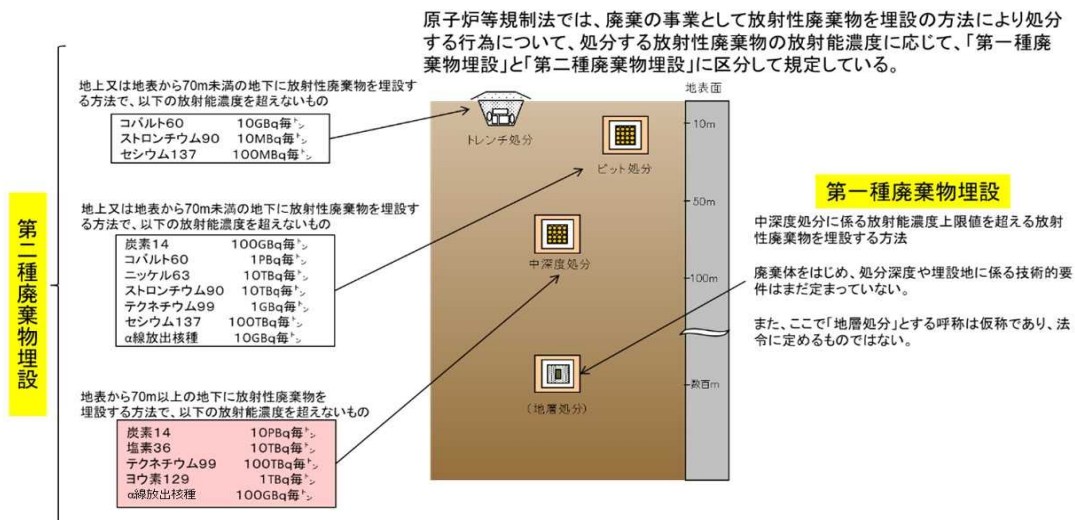 原子炉等規制法では、廃棄の事業として放射性廃棄物を埋設の方法により処分
する行為について、処分する放射性廃棄物の放射能濃度に応じて、「第一種廃
棄物埋設」と「第二種廃棄物埋設」に区分して規定している。
第二種廃棄物埋設
地上又は地表から70m未満の地下に放射性廃棄物を埋設す
る方法で、以下の放射能濃度を超えないもの
コバルト60 10GBq毎㌧
ストロンチウム90 10MBq毎㌧
セシウム137 100MBq毎㌧
地上又は地表から70m未満の地下に放射性廃棄物を埋設す
る方法で、以下の放射能濃度を超えないもの
炭素14 100GBq毎㌧
コバルト60 1PBq毎㌧
ニッケル63 10TBq毎㌧
ストロンチウム90 10TBq毎㌧
テクネチウム99 1GBq毎㌧
セシウム137 100TBq毎㌧
α線放出核種 10GBq毎㌧
地表から70m以上の地下に放射性廃棄物を
埋設する方法で、以下の放射能濃度を超えないもの
炭素14 10PBq毎㌧
塩素36 10TBq毎㌧
テクネチウム99 100TBq毎㌧
ヨウ素129 1TBq毎㌧
α線放出核種 100GBq毎㌧
トレンチ処分
ピット処分
中深度処分
(地層処分)
地表面
10m
50m
100m
数百m
第一種廃棄物埋設
中深度処分に係る放射能濃度上限値を超える放射
性廃棄物を埋設する方法
廃棄体をはじめ、処分深度や埋設地に係る技術的要
件はまだ定まっていない。
また、ここで「地層処分」とする呼称は仮称であり、法
令に定めるものではない。